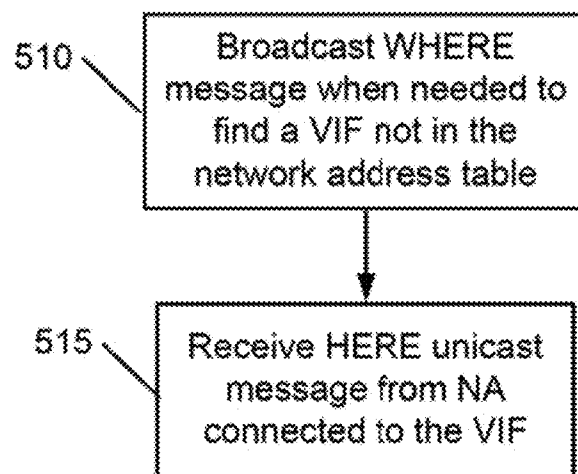 510
Broadcast WHERE
message when needed to
find a VIF not in the
network address table
515
Receive HERE unicast
message from NA
connected to the VIF